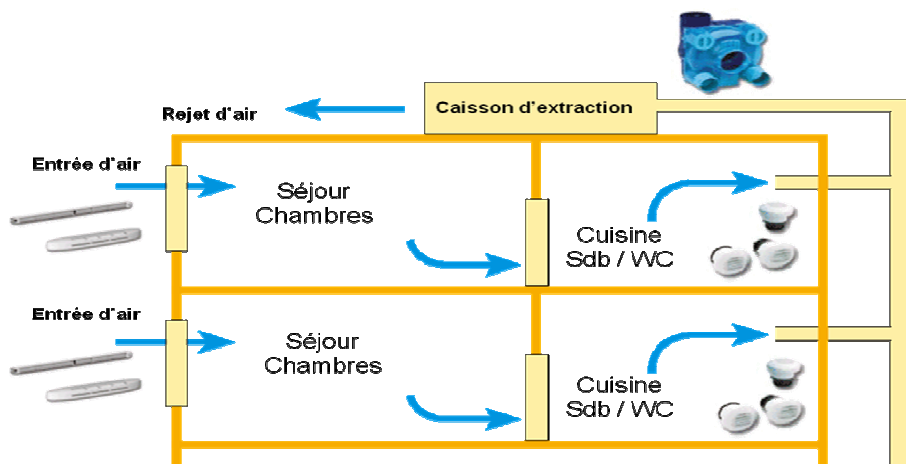 Caisson d'extraction
Rejet d'air
Entrée d'air
Séjour
Chambres
Cuisine
Sdb / WC
Entrée d'air
Séjour
Chambres
Cuisine
Sdb / WC